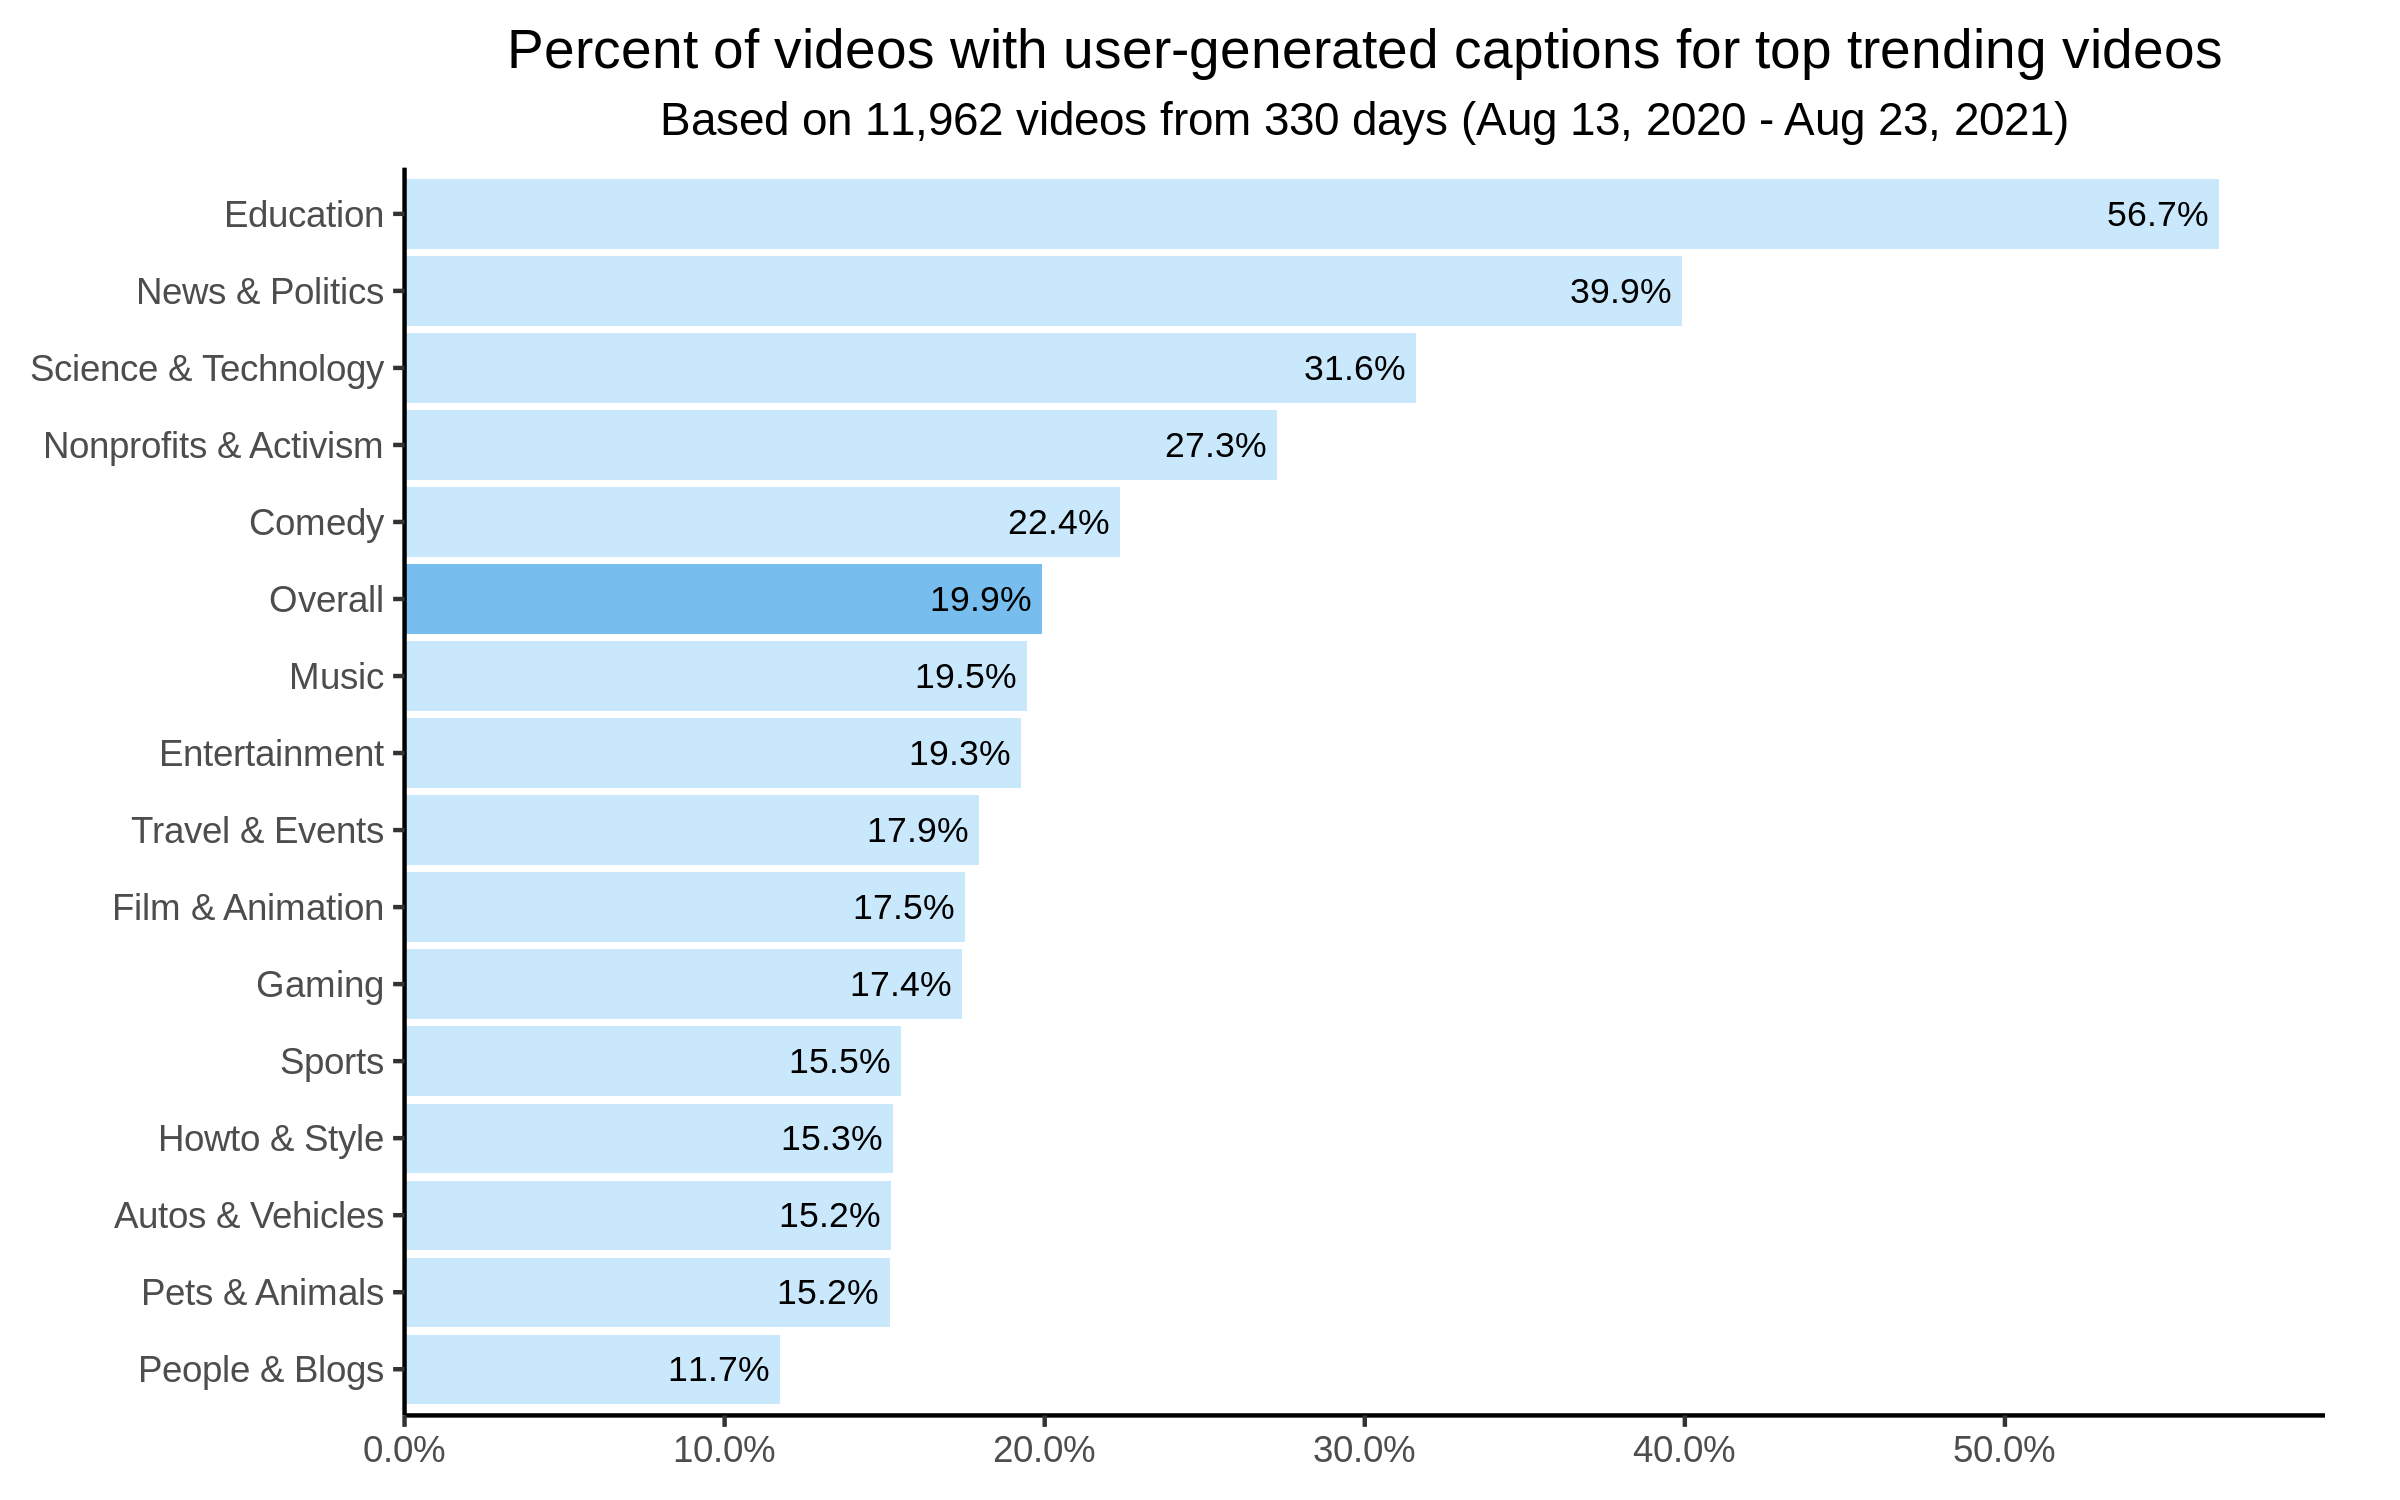 Percent of videos with user-generated captions for top trending videos
Based on 11,962 videos from 330 days (Aug 13, 2020 - Aug 23, 2021)
Education 56.7%
News & Politics 39.9%
Science & Technology 31.6%
Nonprofits & Activism 27.3%
Comedy 22.4%
Overall 19.9%
Music 19.5%
Entertainment 19.3%
Travel & Events 17.9%
Film & Animation 17.5%
Gaming 17.4%
Sports 15.5%
Howto & Style 15.3%
Autos & Vehicles 15.2%
Pets & Animals 15.2%
People & Blogs 11.7%
0.0% 10.0% 20.0% 30.0% 40.0% 50.0%